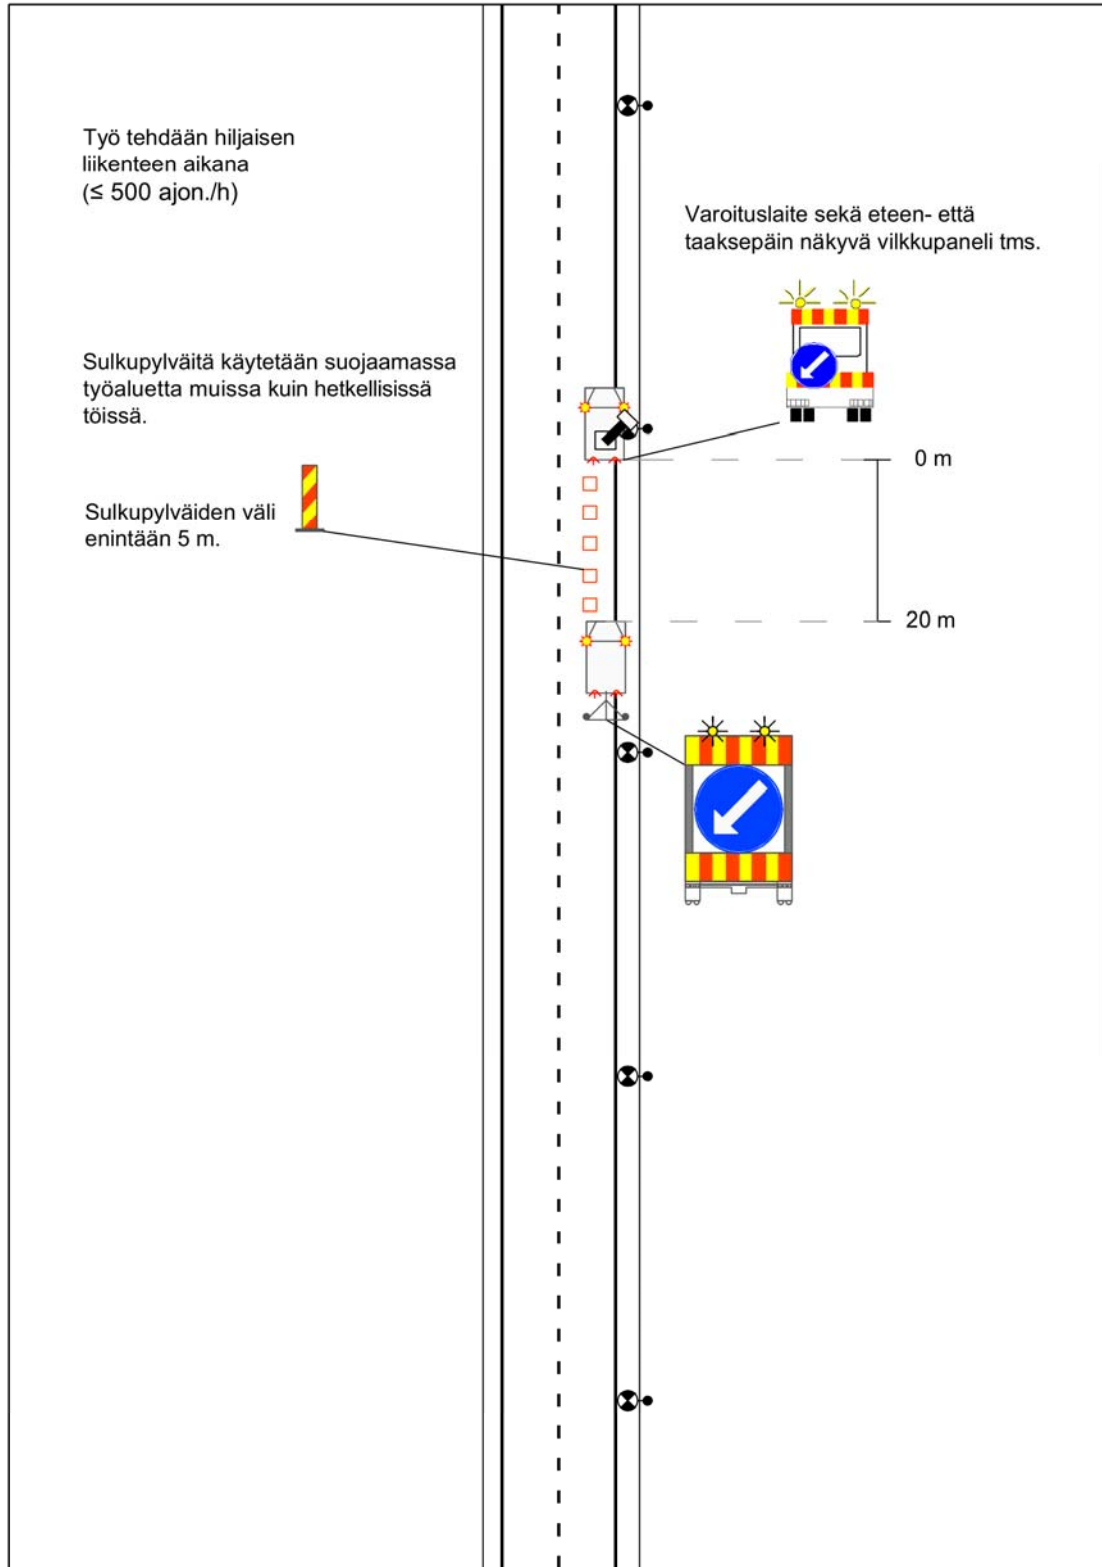 Työ tehdään hiljaisen
liikenteen aikana
(≤ 500 ajon./h)
Varoituslaite sekä eteen- että
taaksepäin näkyvä vilkkupaneli tms.
Sulkupylväitä käytetään suojaamassa
työaluetta muissa kuin hetkellisissä
töissä.
0 m
Sulkupylväiden väli
enintään 5 m.
20 m